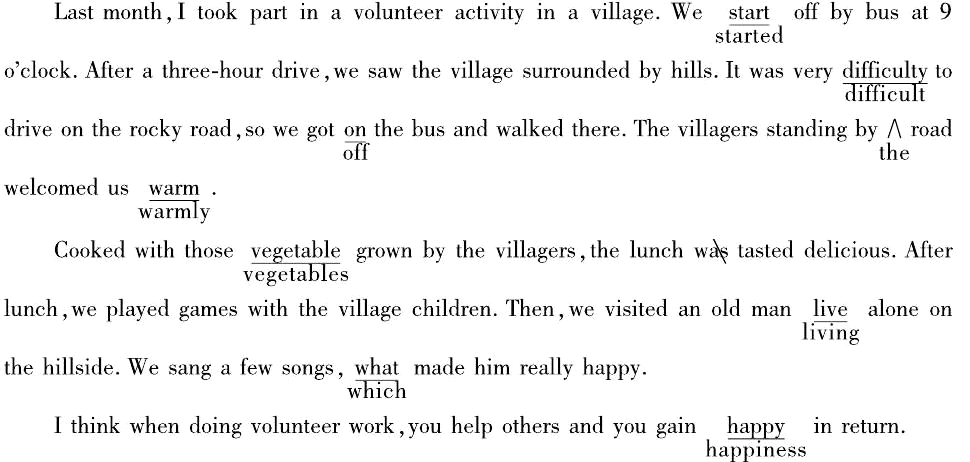 Last month, I took part in a volunteer activity in a village. We start off by bus at 9
started
o'clock. After a three-hour drive, we saw the village surrounded by hills. It was very difficulty to
difficult
drive on the rocky road, so we got on the bus and walked there. The villagers standing by ∧ road
off the
welcomed us warm.
warmly
Cooked with those vegetable grown by the villagers, the lunch was tasted delicious. After
vegetables
lunch, we played games with the village children. Then, we visited an old man live alone on
living
the hillside. We sang a few songs, what made him really happy.
which
I think when doing volunteer work, you help others and you gain happy in return.
happiness